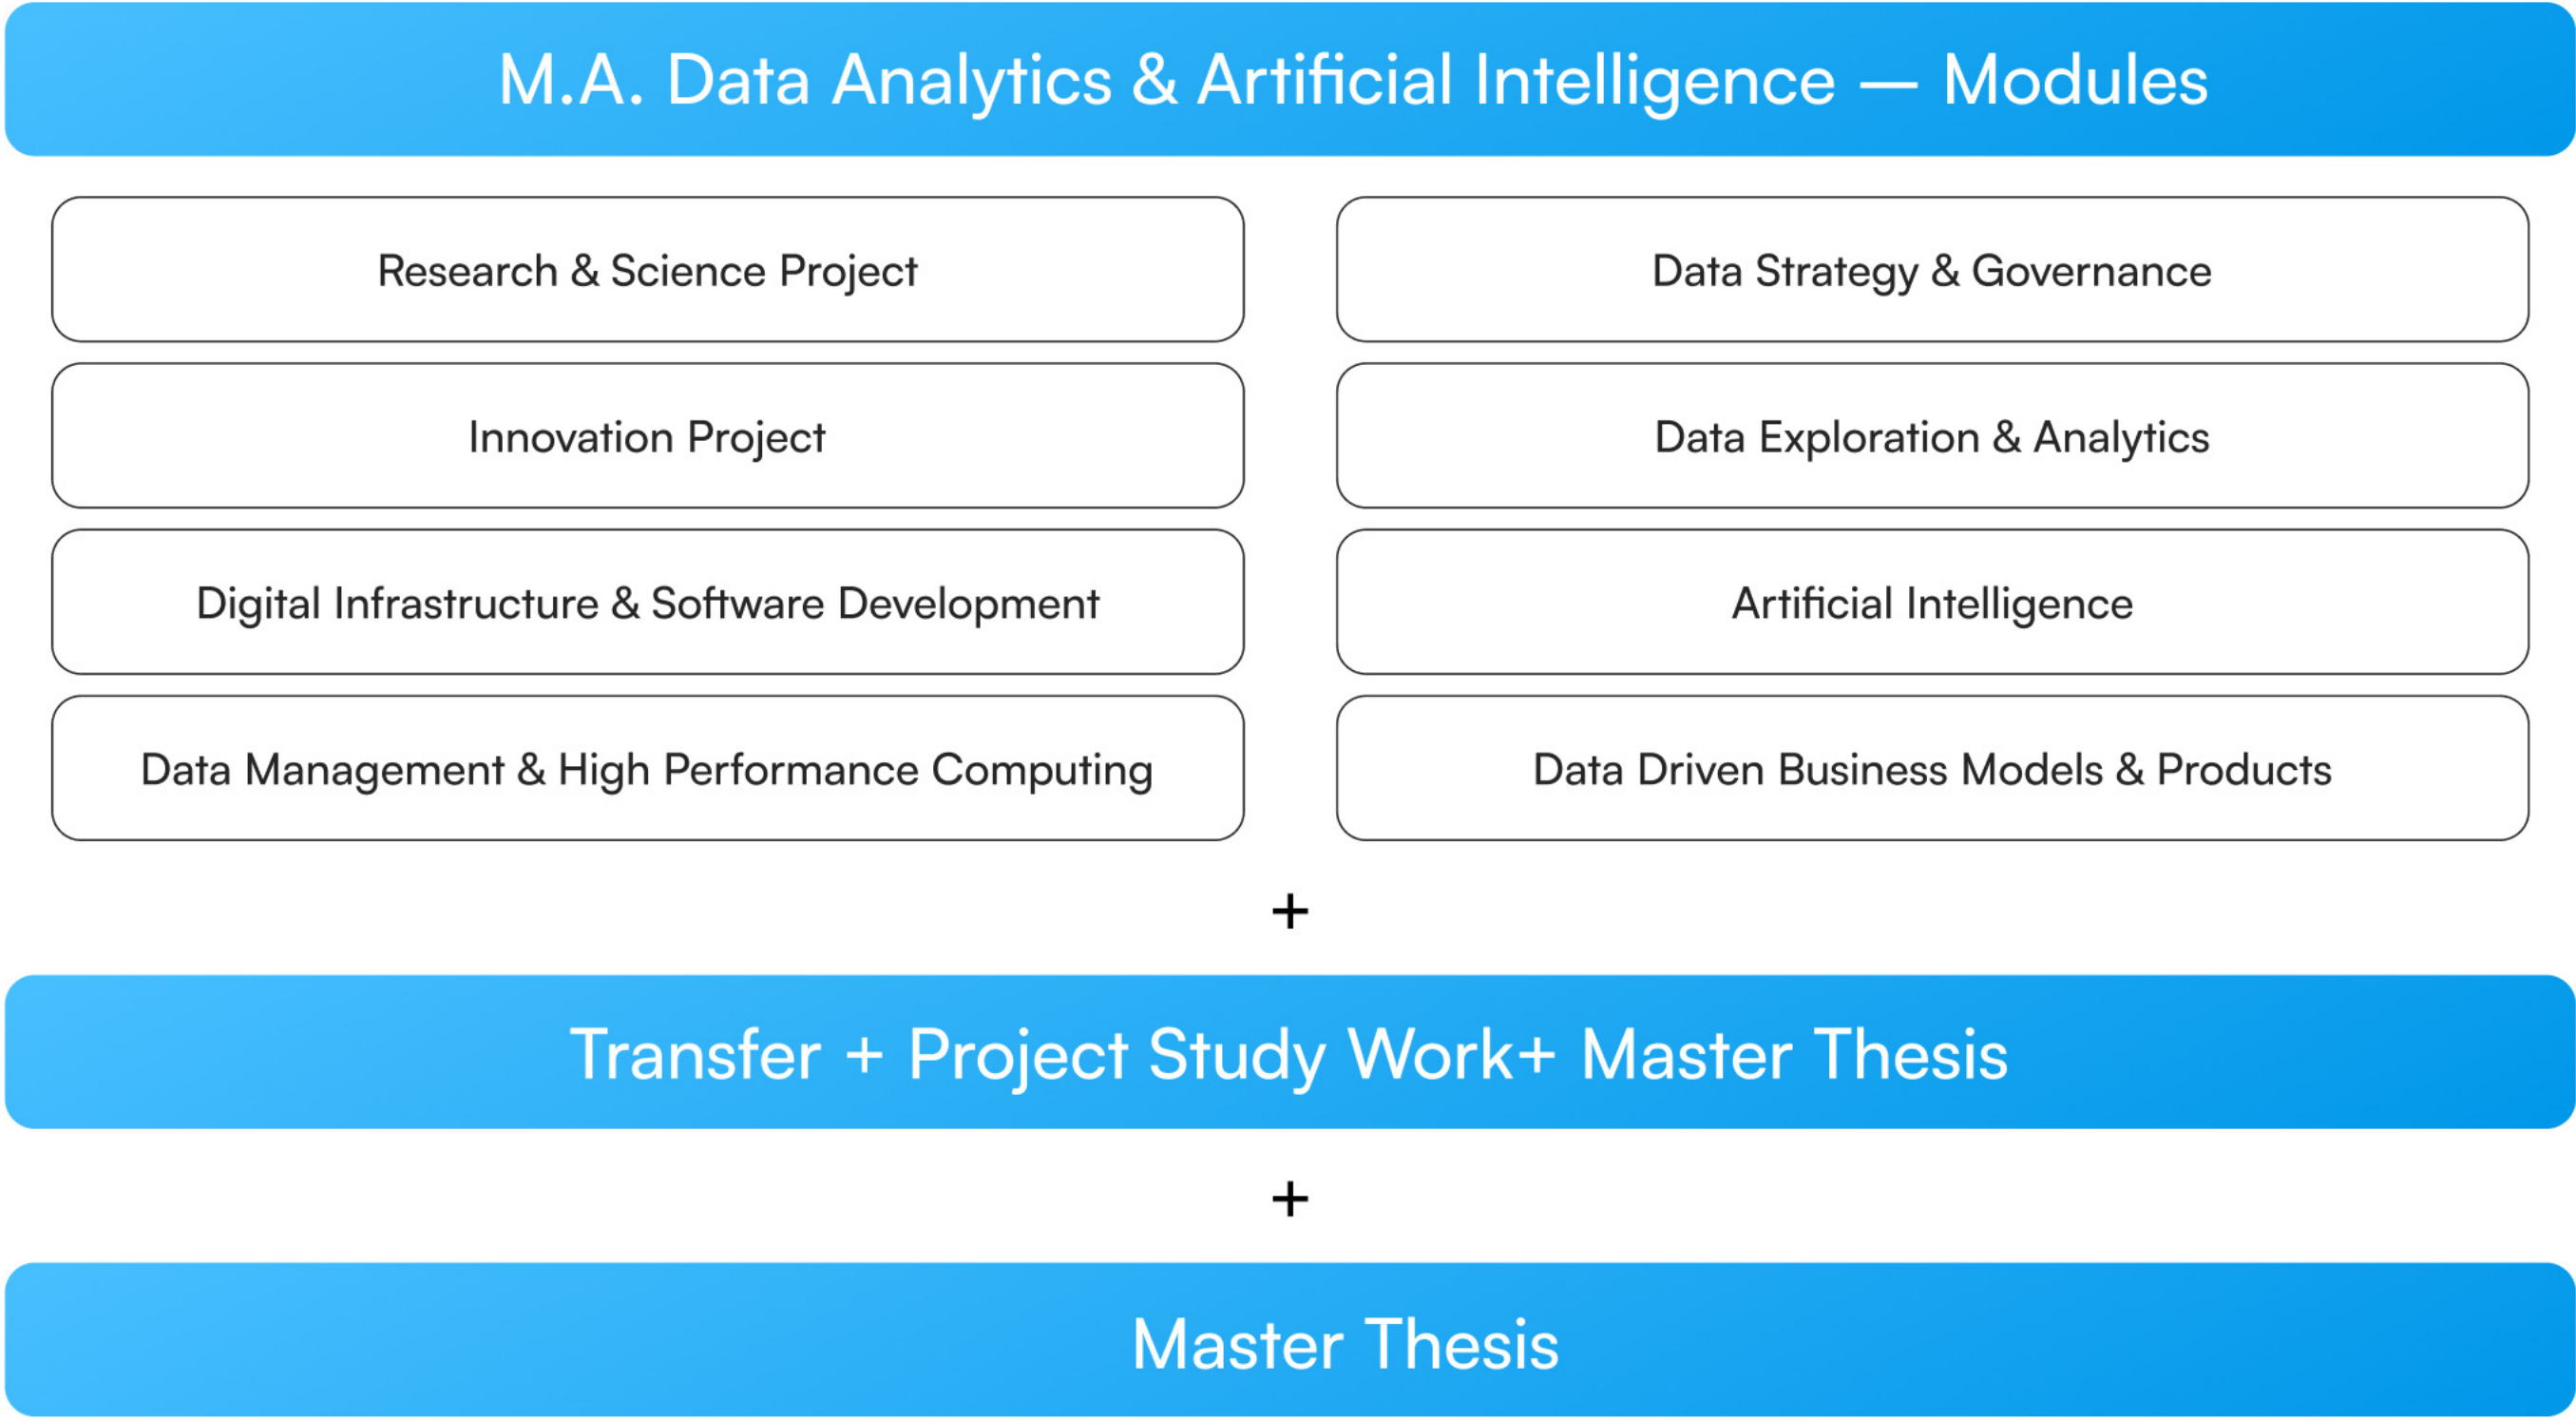 M.A. Data Analytics & Artificial Intelligence — Modules
Research & Science Project
Data Strategy & Governance
Innovation Project
Data Exploration & Analytics
Digital Infrastructure & Software Development
Artificial Intelligence
Data Management & High Performance Computing
Data Driven Business Models & Products
+
Transfer + Project Study Work+ Master Thesis
+
Master Thesis